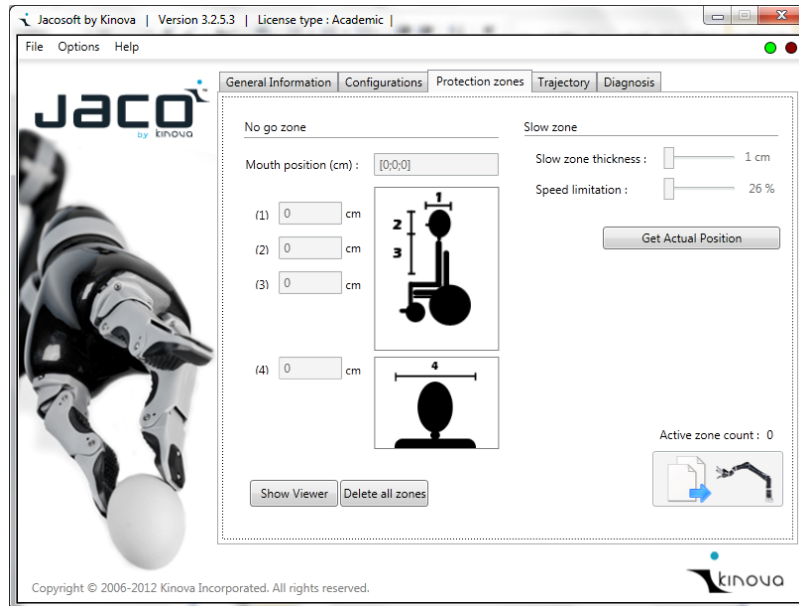 Jacosoft by Kinova | Version 3.2.5.3 | License type : Academic |
File Options Help
General Information Configurations Protection zones Trajectory Diagnosis
JACO
by kinova
No go zone
Slow zone
Mouth position (cm) : [0;0;0]
Slow zone thickness : 1 cm
Speed limitation : 26 %
(1) 0 cm
(2) 0 cm
(3) 0 cm
1
2
3
Get Actual Position
(4) 0 cm
4
Active zone count : 0
Show Viewer Delete all zones
Copyright © 2006-2012 Kinova Incorporated. All rights reserved.
kinova